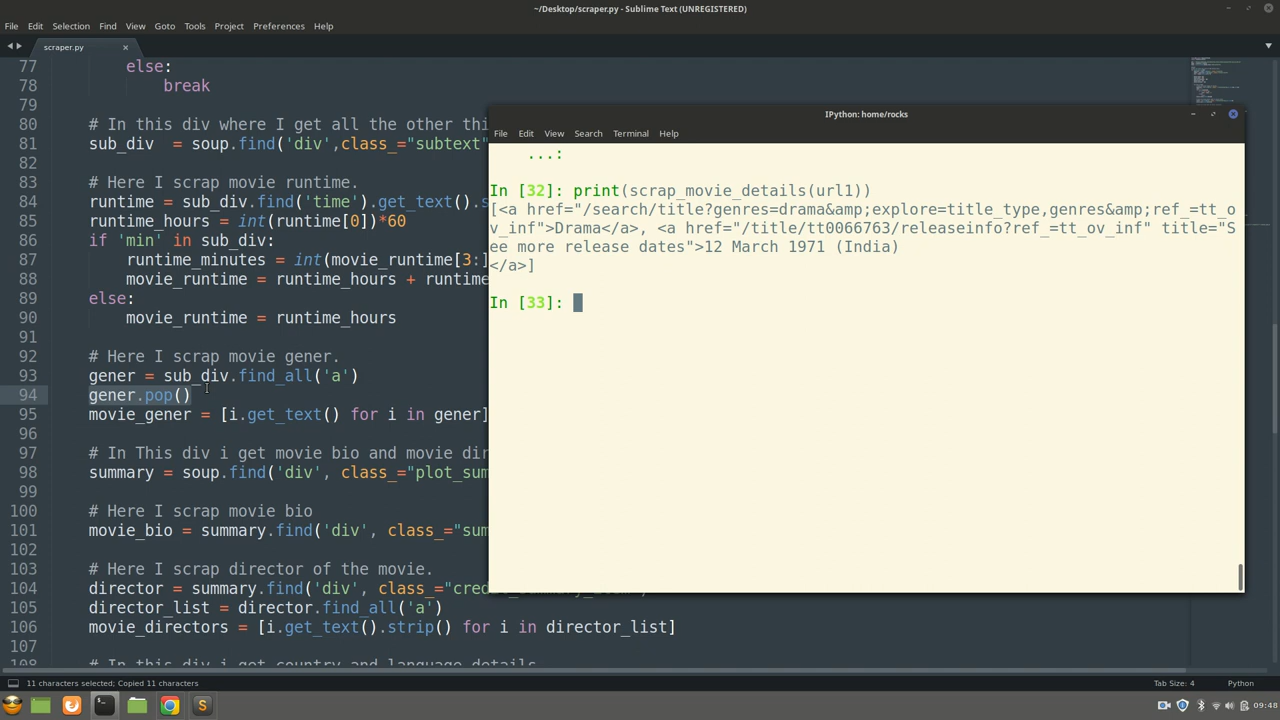 ~/Desktop/scraper.py - Sublime Text (UNREGISTERED)
File Edit Selection Find View Goto Tools Project Preferences Help
scraper.py
77 else:
78 break
79
80 # In this div where I get all the other thi
81 sub_div = soup.find('div',class_="subtext"
82
83 # Here I scrap movie runtime.
84 runtime = sub_div.find('time').get_text().s
85 runtime_hours = int(runtime[0])*60
86 if 'min' in sub_div:
87 runtime_minutes = int(movie_runtime[3:]
88 movie_runtime = runtime_hours + runtime
89 else:
90 movie_runtime = runtime_hours
91
92 # Here I scrap movie gener.
93 gener = sub_div.find_all('a')
94 gener.pop()
95 movie_gener = [i.get_text() for i in gener]
96
97 # In This div i get movie bio and movie dir
98 summary = soup.find('div', class_="plot_sum
99
100 # Here I scrap movie bio
101 movie_bio = summary.find('div', class_="sum
102
103 # Here I scrap director of the movie.
104 director = summary.find('div', class_="cred
105 director_list = director.find_all('a')
106 movie_directors = [i.get_text().strip() for i in director_list]
107
108 # In this div i get country and language details
IPython: home/rocks
File Edit View Search Terminal Help
...:
In [32]: print(scrap_movie_details(url1))
[<a href="/search/title?genres=drama&amp;explore=title_type,genres&amp;ref_=tt_o
v_inf">Drama</a>, <a href="/title/tt0066763/releaseinfo?ref_=tt_ov_inf" title="S
ee more release dates">12 March 1971 (India)
</a>]
In [33]:
11 characters selected; Copied 11 characters
Tab Size: 4
Python
09:48